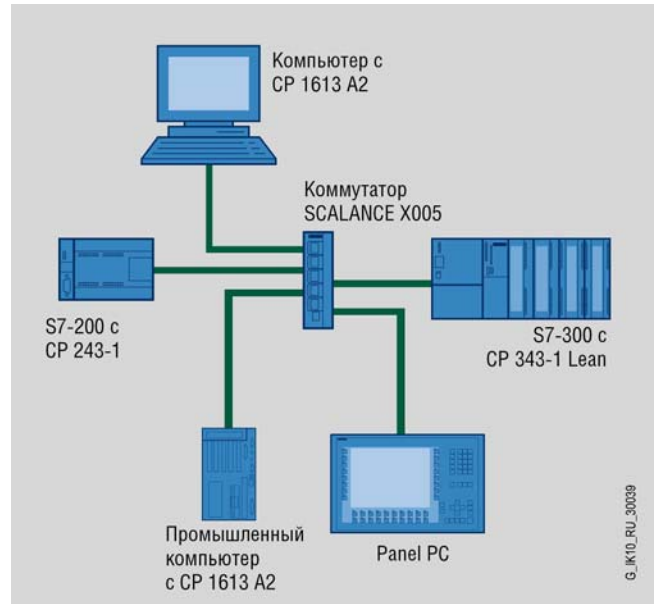 Компьютер с
CP 1613 A2
Коммутатор
SCALANCE X005
S7-200 с
CP 243-1
S7-300 с
CP 343-1 Lean
Промышленный
компьютер
с CP 1613 A2
Panel PC
G_IK10_RU_30039